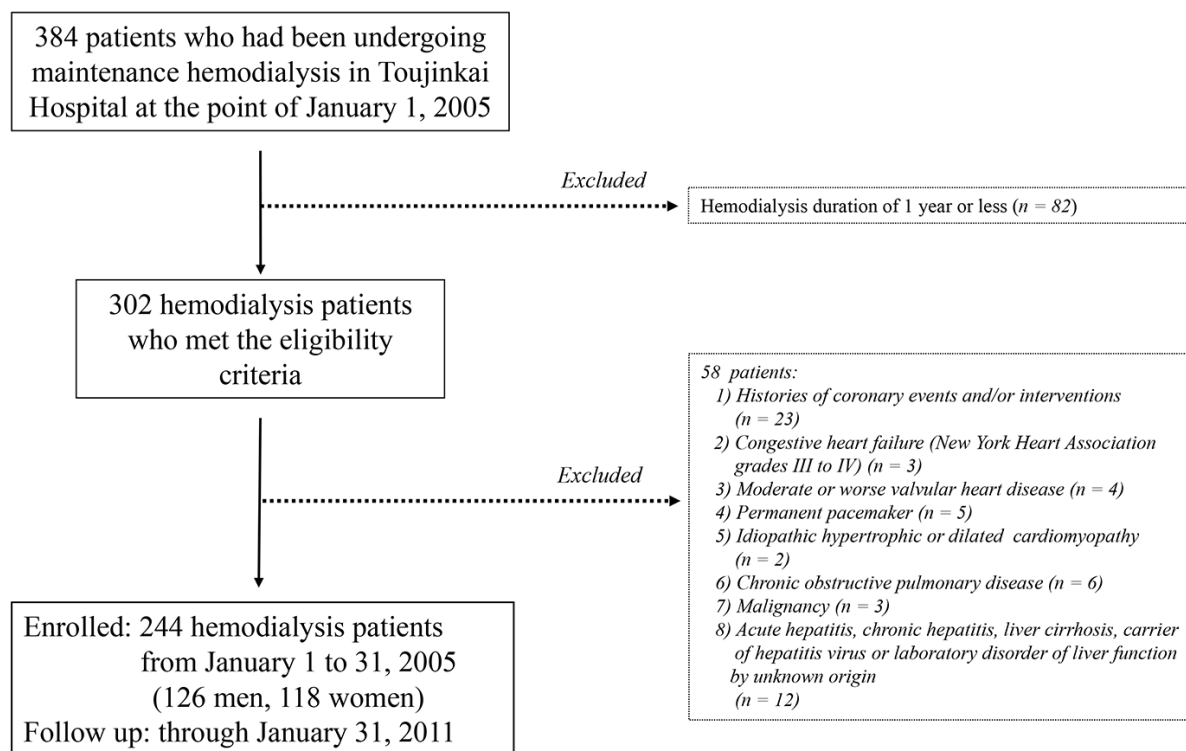 384 patients who had been undergoing
maintenance hemodialysis in Toujinkai
Hospital at the point of January 1, 2005
Excluded
Hemodialysis duration of 1 year or less (n = 82)
302 hemodialysis patients
who met the eligibility
criteria
Excluded
58 patients:
1) Histories of coronary events and/or interventions
(n = 23)
2) Congestive heart failure (New York Heart Association
grades III to IV) (n = 3)
3) Moderate or worse valvular heart disease (n = 4)
4) Permanent pacemaker (n = 5)
5) Idiopathic hypertrophic or dilated cardiomyopathy
(n = 2)
6) Chronic obstructive pulmonary disease (n = 6)
7) Malignancy (n = 3)
8) Acute hepatitis, chronic hepatitis, liver cirrhosis, carrier
of hepatitis virus or laboratory disorder of liver function
by unknown origin
(n = 12)
Enrolled: 244 hemodialysis patients
from January 1 to 31, 2005
(126 men, 118 women)
Follow up: through January 31, 2011